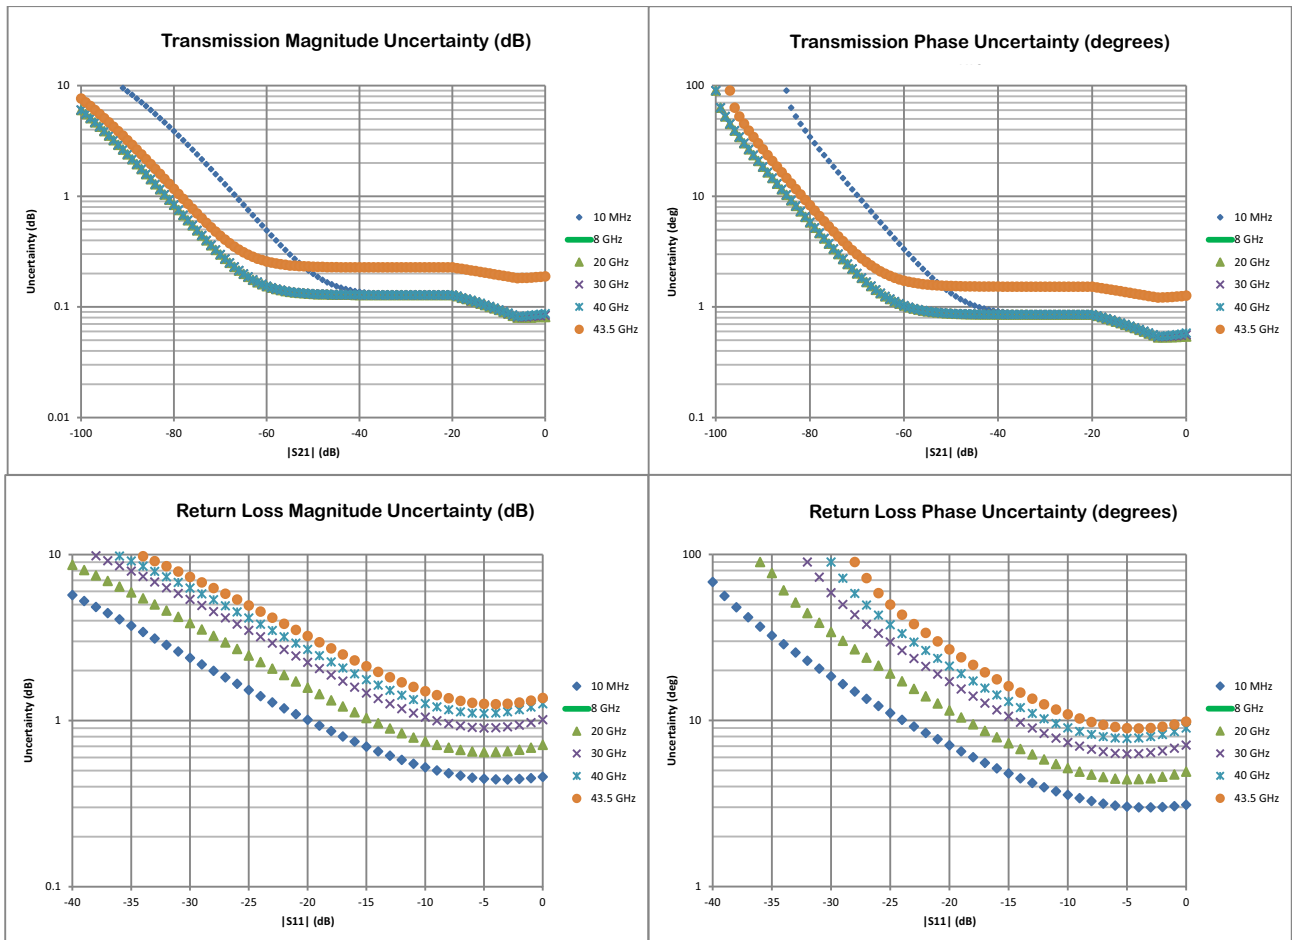 Transmission Magnitude Uncertainty (dB)
10
1
0.1
0.01
Uncertainty (dB)
-100
-80
-60
-40
-20
0
|S21| (dB)
10 MHz
8 GHz
20 GHz
30 GHz
40 GHz
43.5 GHz
Transmission Phase Uncertainty (degrees)
100
10
1
0.1
Uncertainty (deg)
-100
-80
-60
-40
-20
0
|S21| (dB)
10 MHz
8 GHz
20 GHz
30 GHz
40 GHz
43.5 GHz
Return Loss Magnitude Uncertainty (dB)
10
1
0.1
Uncertainty (dB)
-40
-35
-30
-25
-20
-15
-10
-5
0
|S11| (dB)
10 MHz
8 GHz
20 GHz
30 GHz
40 GHz
43.5 GHz
Return Loss Phase Uncertainty (degrees)
100
10
1
Uncertainty (deg)
-40
-35
-30
-25
-20
-15
-10
-5
0
|S11| (dB)
10 MHz
8 GHz
20 GHz
30 GHz
40 GHz
43.5 GHz